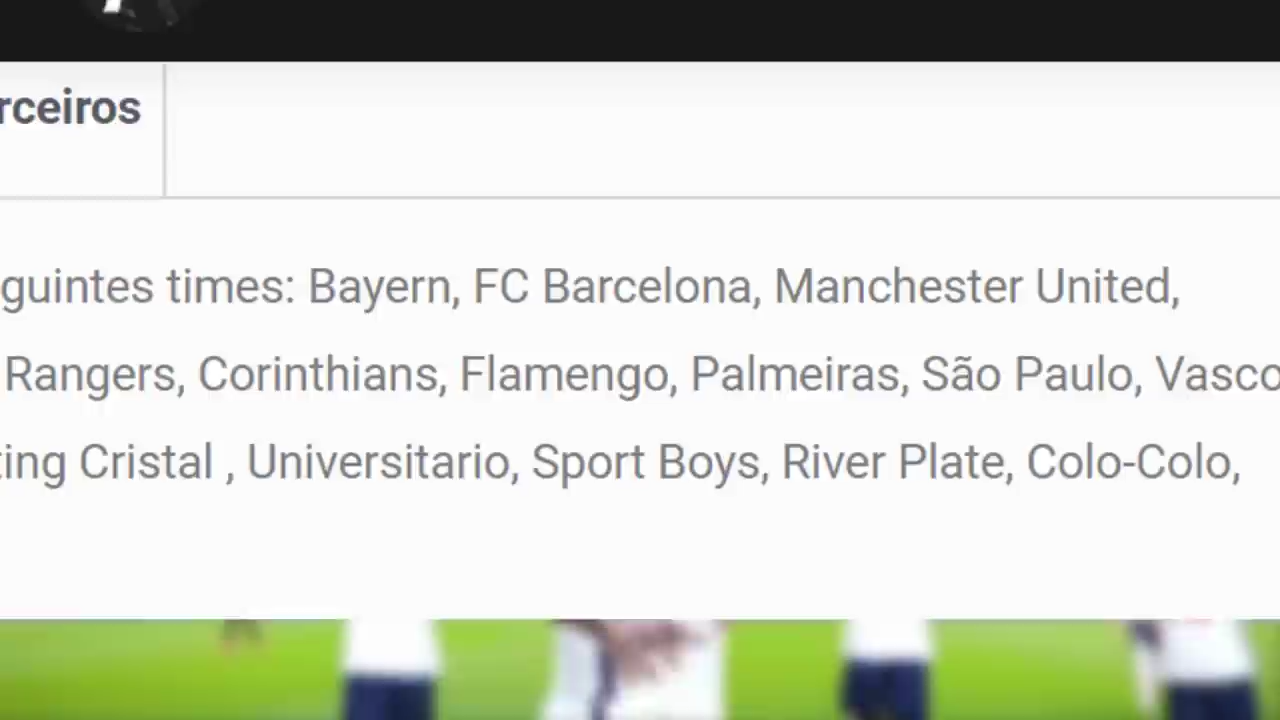 rceiros
guintes times: Bayern, FC Barcelona, Manchester United,
Rangers, Corinthians, Flamengo, Palmeiras, São Paulo, Vasco
ting Cristal , Universitario, Sport Boys, River Plate, Colo-Colo,